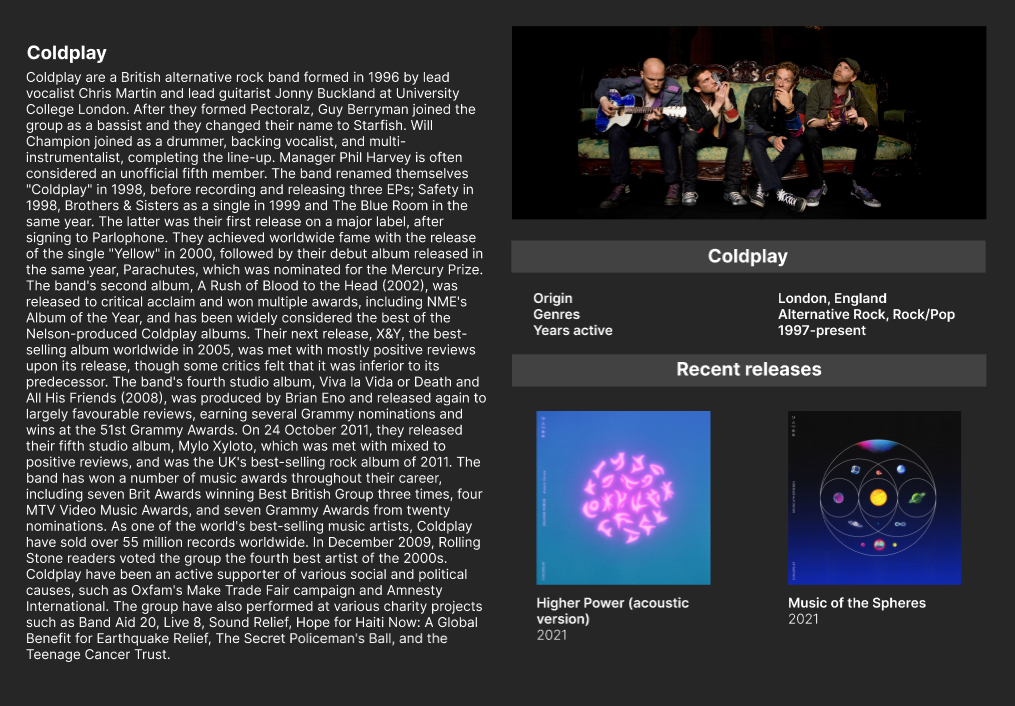 Coldplay
Coldplay are a British alternative rock band formed in 1996 by lead
vocalist Chris Martin and lead guitarist Jonny Buckland at University
College London. After they formed Pectoralz, Guy Berryman joined the
group as a bassist and they changed their name to Starfish. Will
Champion joined as a drummer, backing vocalist, and multi-
instrumentalist, completing the line-up. Manager Phil Harvey is often
considered an unofficial fifth member. The band renamed themselves
"Coldplay" in 1998, before recording and releasing three EPs; Safety in
1998, Brothers & Sisters as a single in 1999 and The Blue Room in the
same year. The latter was their first release on a major label, after
signing to Parlophone. They achieved worldwide fame with the release
of the single "Yellow" in 2000, followed by their debut album released in
the same year, Parachutes, which was nominated for the Mercury Prize.
The band's second album, A Rush of Blood to the Head (2002), was
released to critical acclaim and won multiple awards, including NME's
Album of the Year, and has been widely considered the best of the
Nelson-produced Coldplay albums. Their next release, X&Y, the best-
selling album worldwide in 2005, was met with mostly positive reviews
upon its release, though some critics felt that it was inferior to its
predecessor. The band's fourth studio album, Viva la Vida or Death and
All His Friends (2008), was produced by Brian Eno and released again to
largely favourable reviews, earning several Grammy nominations and
wins at the 51st Grammy Awards. On 24 October 2011, they released
their fifth studio album, Mylo Xyloto, which was met with mixed to
positive reviews, and was the UK's best-selling rock album of 2011. The
band has won a number of music awards throughout their career,
including seven Brit Awards winning Best British Group three times, four
MTV Video Music Awards, and seven Grammy Awards from twenty
nominations. As one of the world's best-selling music artists, Coldplay
have sold over 55 million records worldwide. In December 2009, Rolling
Stone readers voted the group the fourth best artist of the 2000s.
Coldplay have been an active supporter of various social and political
causes, such as Oxfam's Make Trade Fair campaign and Amnesty
International. The group have also performed at various charity projects
such as Band Aid 20, Live 8, Sound Relief, Hope for Haiti Now: A Global
Benefit for Earthquake Relief, The Secret Policeman's Ball, and the
Teenage Cancer Trust.
Coldplay
Origin London, England
Genres Alternative Rock, Rock/Pop
Years active 1997-present
Recent releases
Higher Power (acoustic
version)
2021
Music of the Spheres
2021